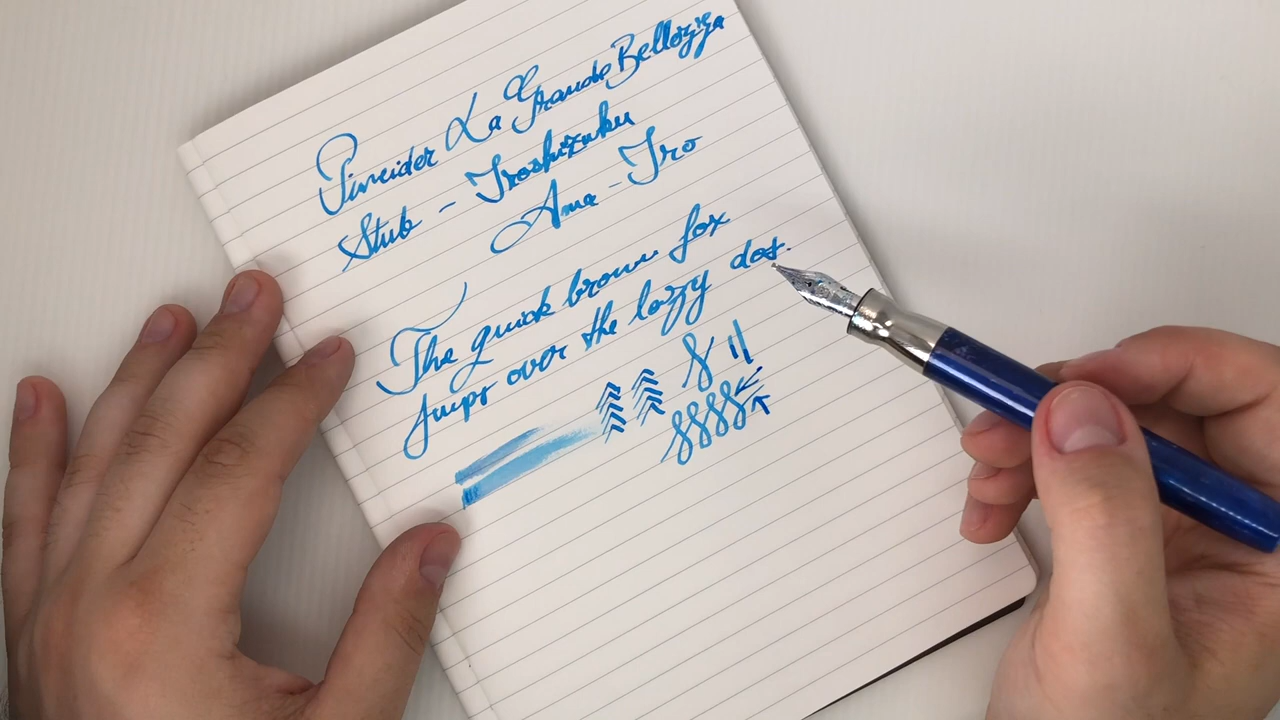 Pineider La Grande Bellezza
Stub - Iroshizuku
Ama - Iro
The quick brown fox
jumps over the lazy dog.